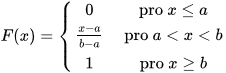 0 pro x ≤ a
F(x) = { x−a / b−a pro a < x < b
1 pro x ≥ b